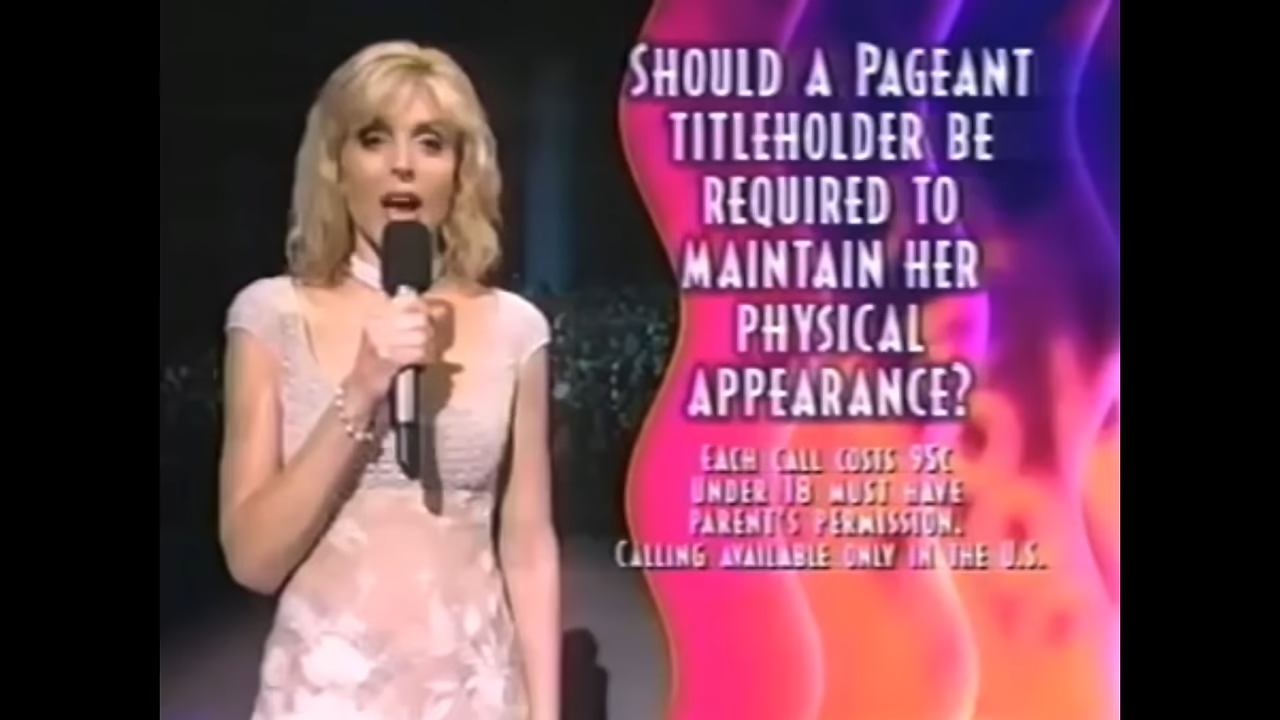 SHOULD A PAGEANT
TITLEHOLDER BE
REQUIRED TO
MAINTAIN HER
PHYSICAL
APPEARANCE?
EACH CALL COSTS 95¢
UNDER 18 MUST HAVE
PARENT'S PERMISSION.
CALLING AVAILABLE ONLY IN THE U.S.